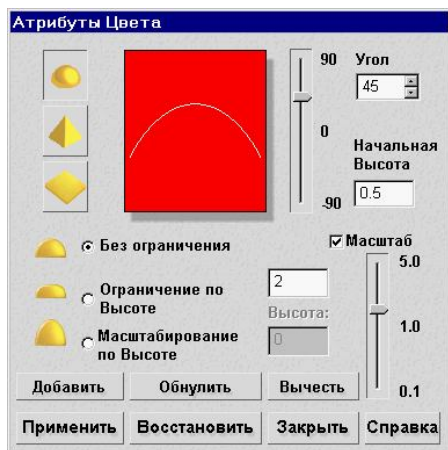 Атрибуты Цвета
90
0
-90
Угол
45
Начальная
Высота
0.5
Без ограничения
Масштаб
Ограничение по
Высоте
2
Высота:
0
Масштабирование
по Высоте
5.0
1.0
0.1
Добавить Обнулить Вычесть
Применить Восстановить Закрыть Справка